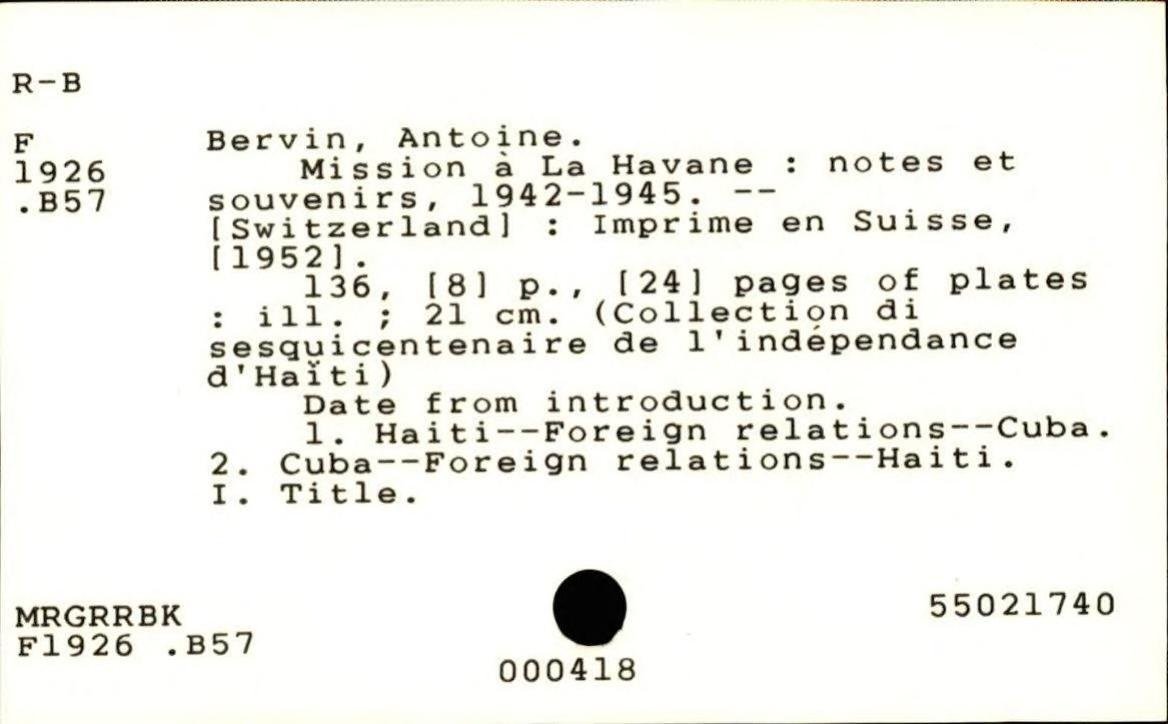 R-B
F
1926
.B57
Bervin, Antoine.
Mission à La Havane : notes et
souvenirs, 1942-1945. --
[Switzerland] : Imprime en Suisse,
[1952].
136, [8] p., [24] pages of plates
: ill. ; 21 cm. (Collection di
sesquicentenaire de l'indépendance
d'Haïti)
Date from introduction.
1. Haiti--Foreign relations--Cuba.
2. Cuba--Foreign relations--Haiti.
I. Title.
MRGRRBK
F1926 .B57
55021740
000418